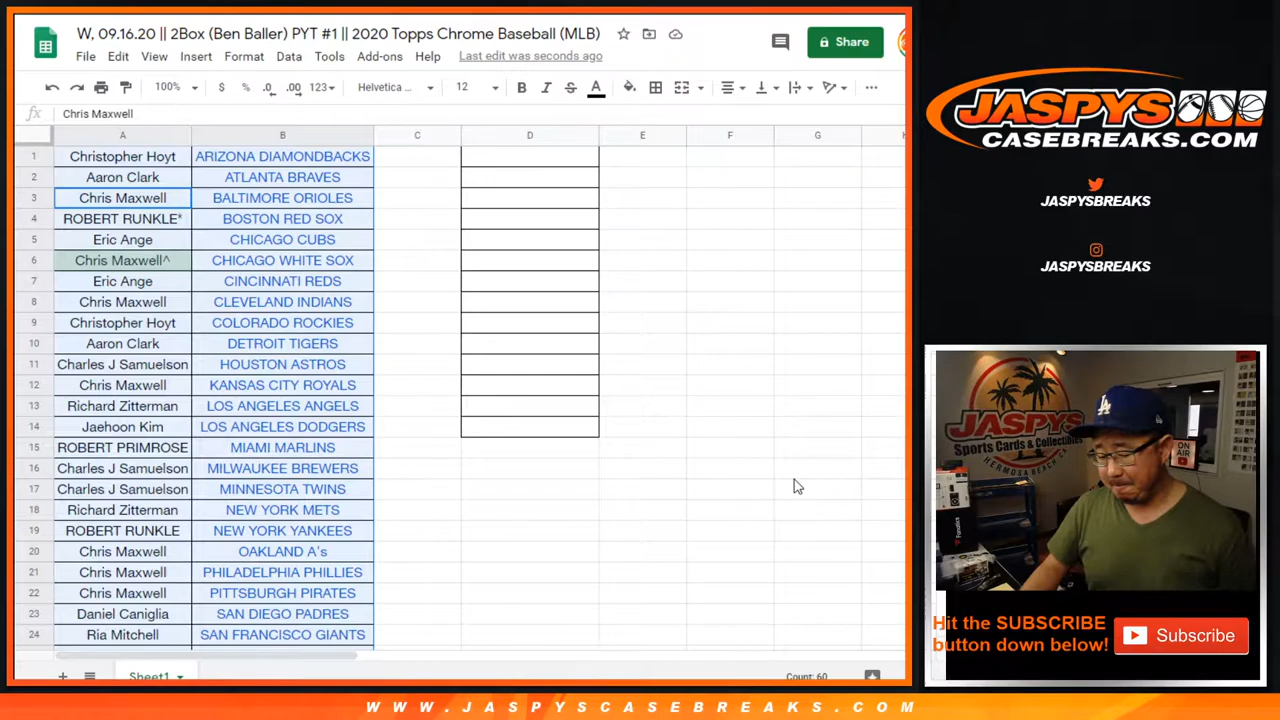 W, 09.16.20 || 2Box (Ben Baller) PYT #1 || 2020 Topps Chrome Baseball (MLB)
File Edit View Insert Format Data Tools Add-ons Help Last edit was seconds ago
Share
100% $ % .0 .00 123 Helvetica ... 12 B I S A
fx Chris Maxwell
A B C D E F G
1 Christopher Hoyt ARIZONA DIAMONDBACKS
2 Aaron Clark ATLANTA BRAVES
3 Chris Maxwell BALTIMORE ORIOLES
4 ROBERT RUNKLE* BOSTON RED SOX
5 Eric Ange CHICAGO CUBS
6 Chris Maxwell^ CHICAGO WHITE SOX
7 Eric Ange CINCINNATI REDS
8 Chris Maxwell CLEVELAND INDIANS
9 Christopher Hoyt COLORADO ROCKIES
10 Aaron Clark DETROIT TIGERS
11 Charles J Samuelson HOUSTON ASTROS
12 Chris Maxwell KANSAS CITY ROYALS
13 Richard Zitterman LOS ANGELES ANGELS
14 Jaehoon Kim LOS ANGELES DODGERS
15 ROBERT PRIMROSE MIAMI MARLINS
16 Charles J Samuelson MILWAUKEE BREWERS
17 Charles J Samuelson MINNESOTA TWINS
18 Richard Zitterman NEW YORK METS
19 ROBERT RUNKLE NEW YORK YANKEES
20 Chris Maxwell OAKLAND A's
21 Chris Maxwell PHILADELPHIA PHILLIES
22 Chris Maxwell PITTSBURGH PIRATES
23 Daniel Caniglia SAN DIEGO PADRES
24 Ria Mitchell SAN FRANCISCO GIANTS
Sheet1
Count: 60
JASPYS
CASEBREAKS.COM
JASPYSBREAKS
JASPYSBREAKS
JASPYS
Sports Cards & Collectibles
HERMOSA BEACH
ON AIR
Fanatics
LA
Hit the SUBSCRIBE
button down below!
Subscribe
WWW.JASPYSCASEBREAKS.COM